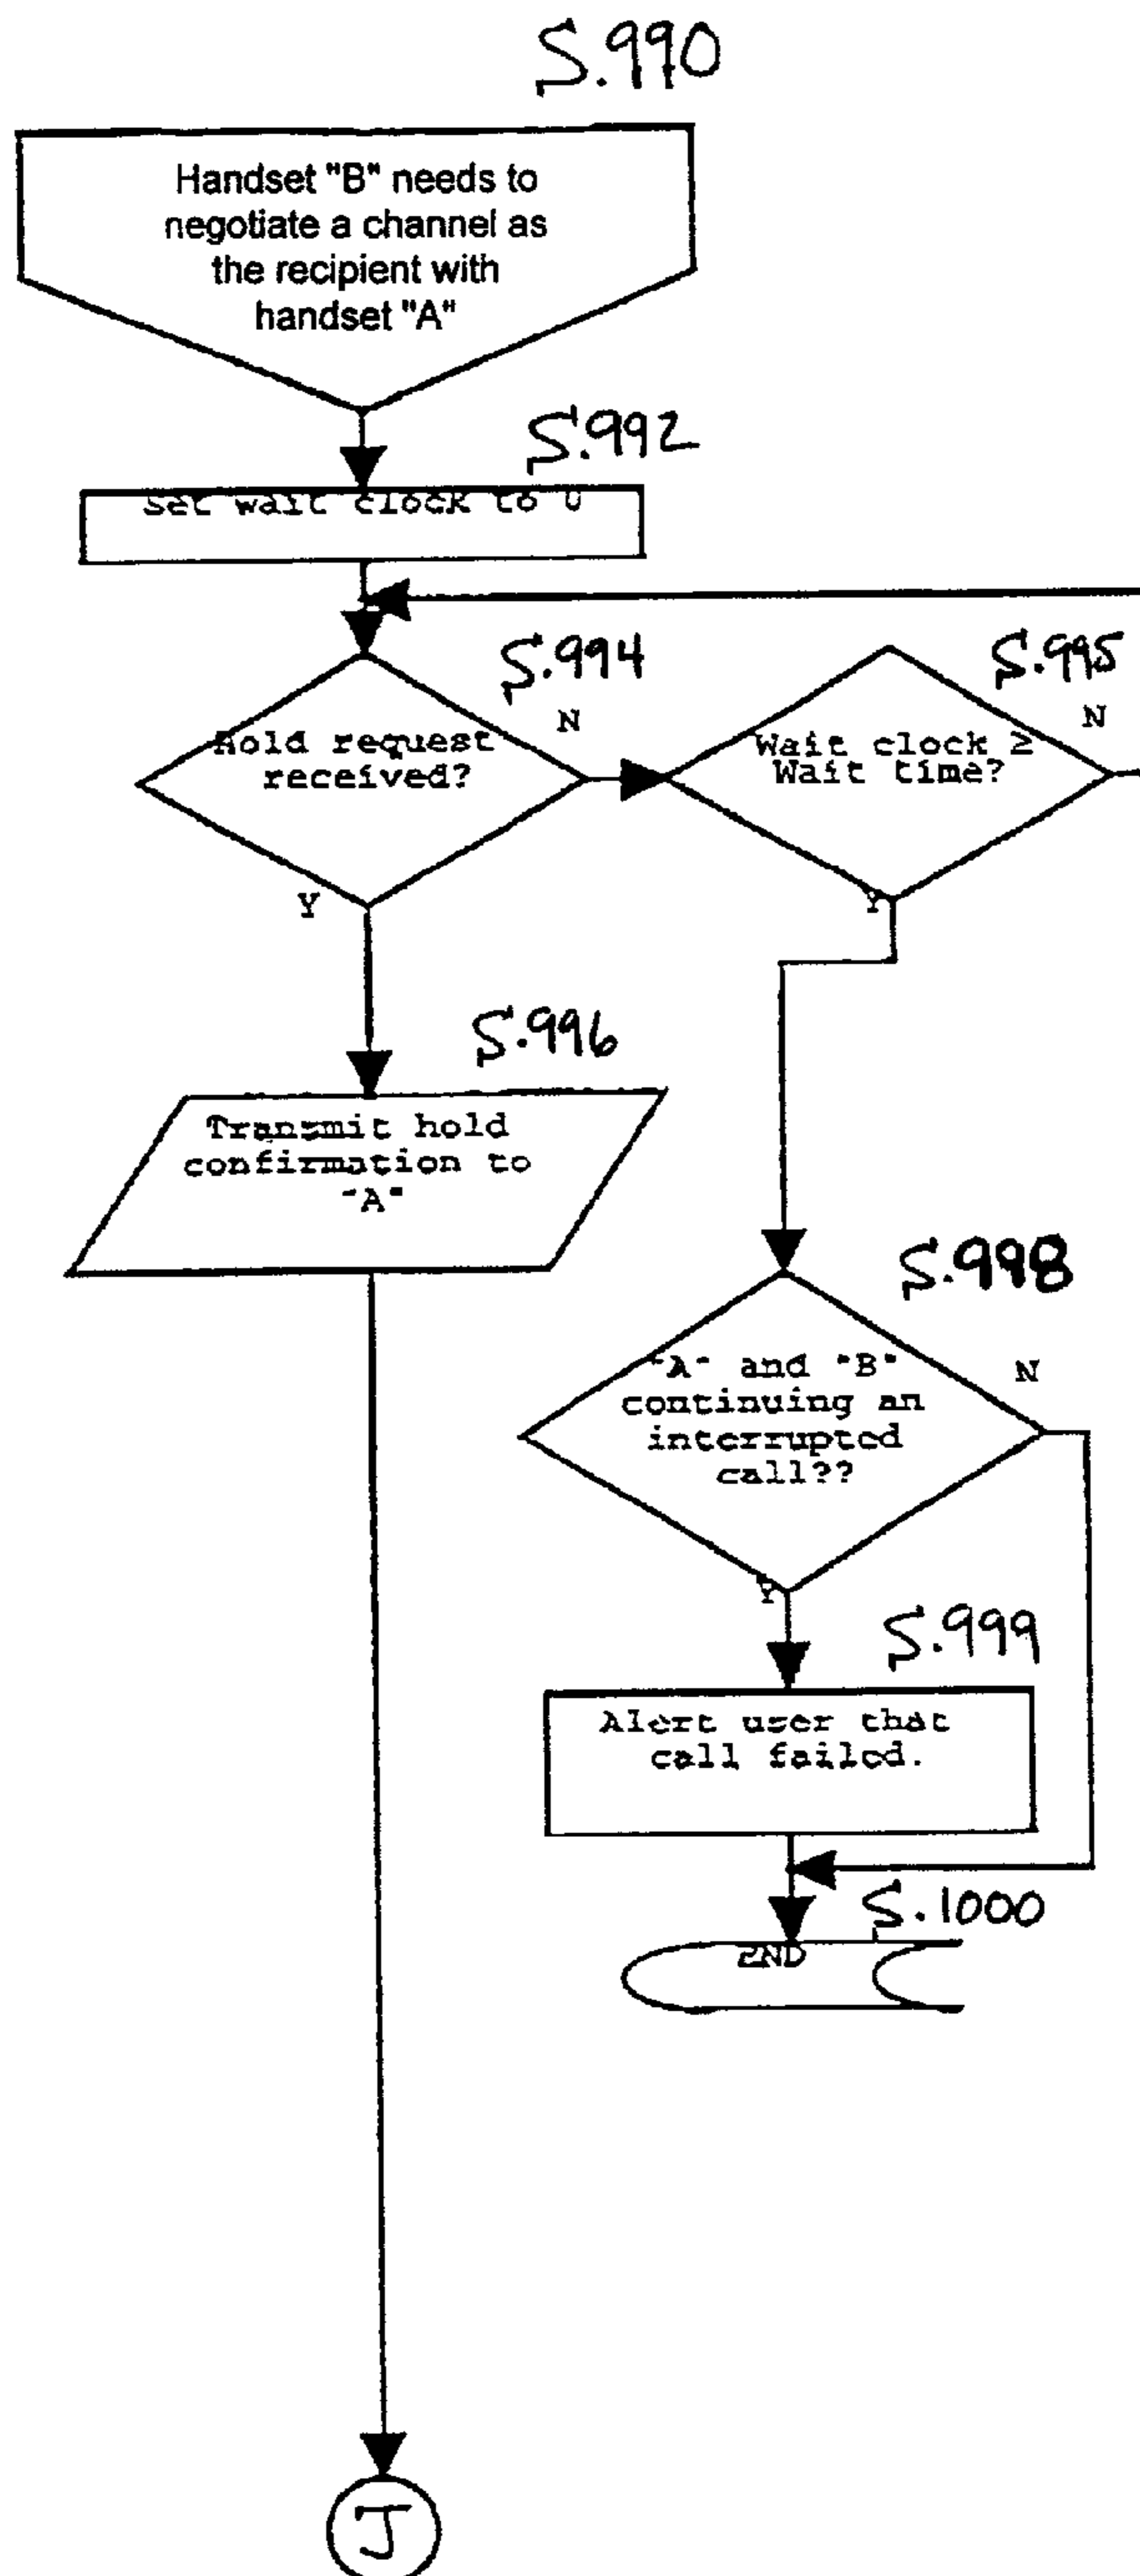 S.990
Handset "B" needs to
negotiate a channel as
the recipient with
handset "A"
S.992
Set wait clock to 0
S.994
Hold request
received?
N
Y
S.995
Wait clock ≥
Wait time?
N
Y
S.996
Transmit hold
confirmation to
"A"
S.998
"A" and "B"
continuing an
interrupted
call??
N
Y
S.999
Alert user that
call failed.
S.1000
END
J